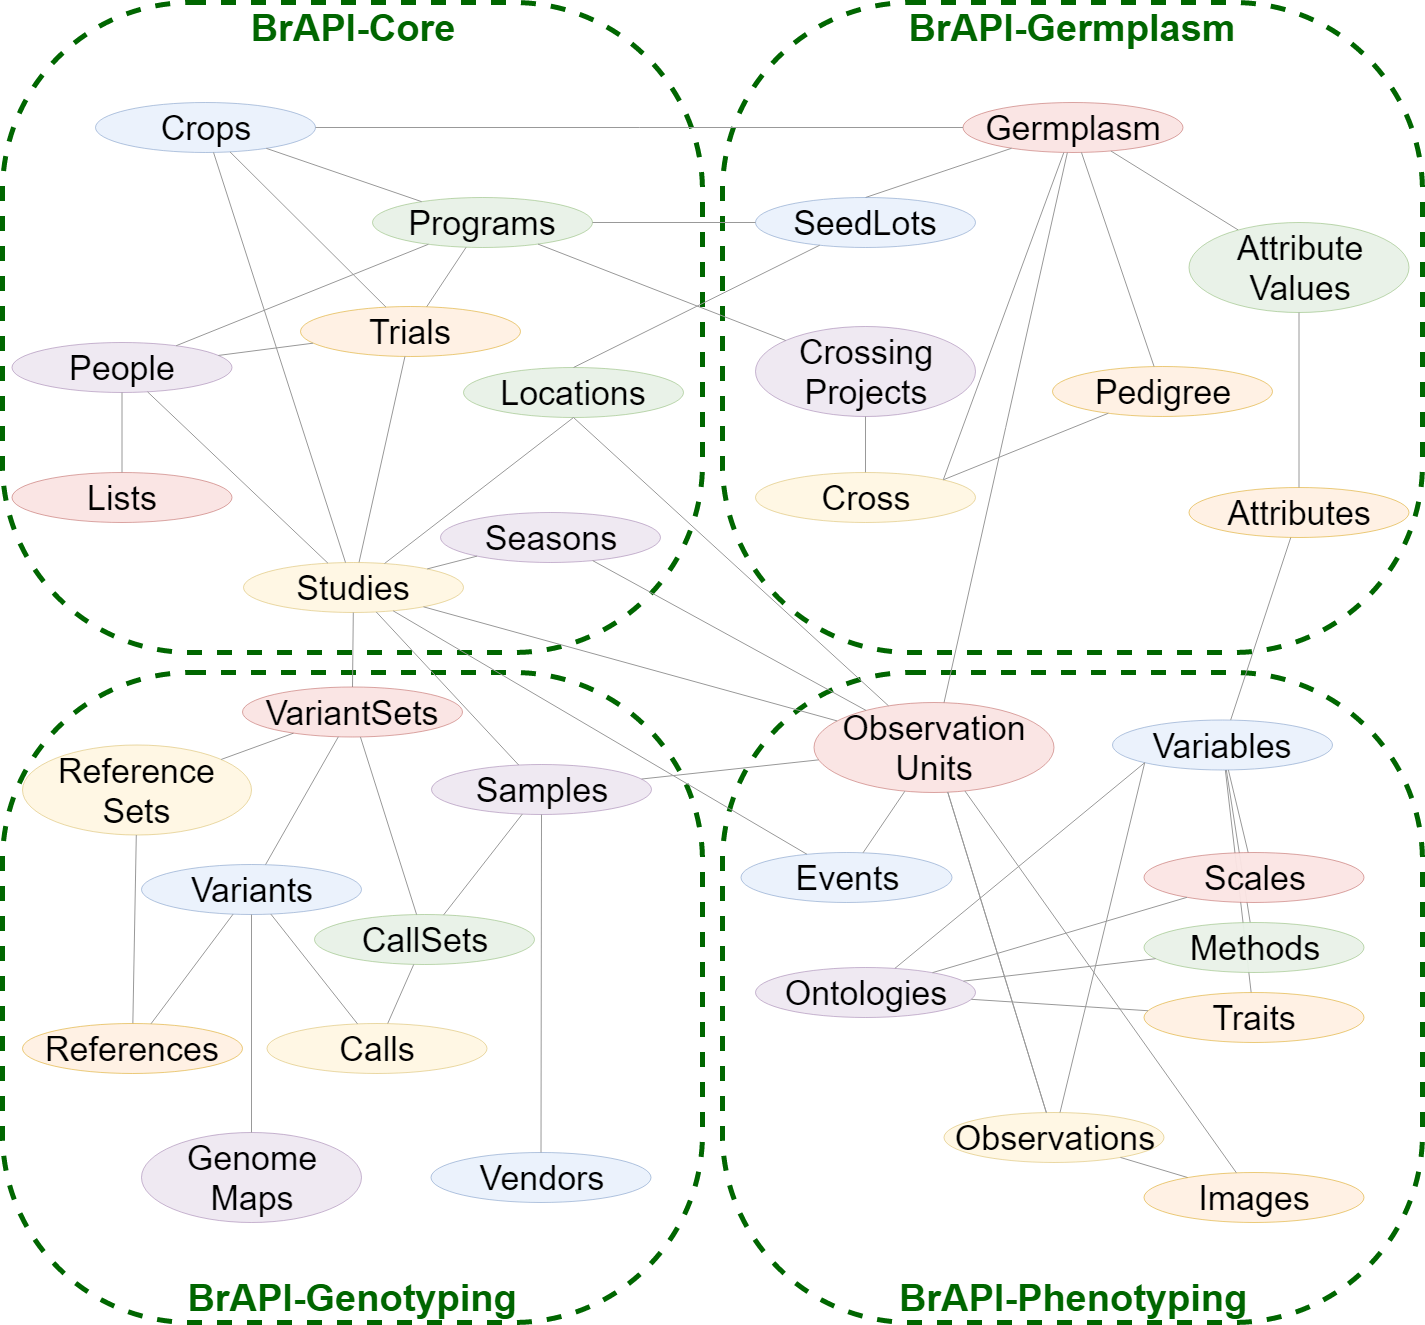 BrAPI-Core
Crops
Programs
Trials
People
Locations
Lists
Seasons
Studies
BrAPI-Germplasm
Germplasm
SeedLots
Attribute
Values
Crossing
Projects
Pedigree
Cross
Attributes
VariantSets
Reference
Sets
Samples
Variants
CallSets
References
Calls
Genome
Maps
Vendors
BrAPI-Genotyping
Observation
Units
Variables
Events
Scales
Methods
Ontologies
Traits
Observations
Images
BrAPI-Phenotyping